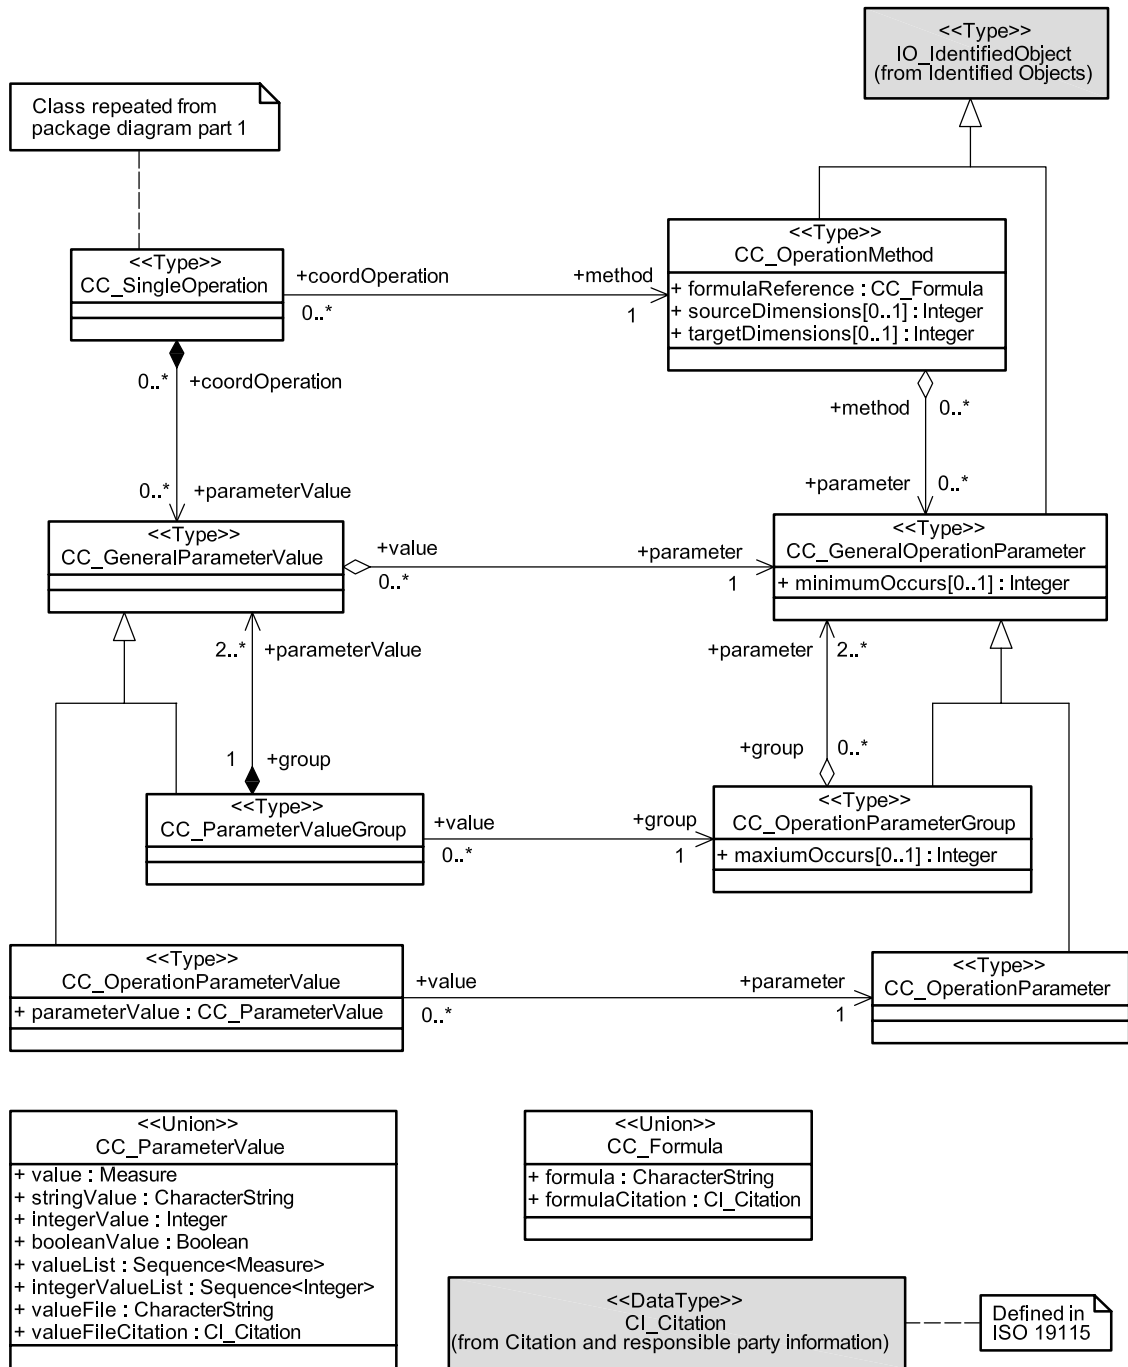 <<Type>>
IO_IdentifiedObject
(from Identified Objects)
Class repeated from
package diagram part 1
<<Type>>
CC_SingleOperation
+coordOperation
0..*
+method
1
<<Type>>
CC_OperationMethod
+ formulaReference : CC_Formula
+ sourceDimensions[0..1] : Integer
+ targetDimensions[0..1] : Integer
0..* +coordOperation
+method 0..*
0..* +parameterValue
+parameter 0..*
<<Type>>
CC_GeneralParameterValue
+value
0..*
+parameter
1
<<Type>>
CC_GeneralOperationParameter
+ minimumOccurs[0..1] : Integer
2..* +parameterValue
+parameter 2..*
1 +group
+group 0..*
<<Type>>
CC_ParameterValueGroup
+value
0..*
+group
1
<<Type>>
CC_OperationParameterGroup
+ maxiumOccurs[0..1] : Integer
<<Type>>
CC_OperationParameterValue
+ parameterValue : CC_ParameterValue
+value
0..*
+parameter
1
<<Type>>
CC_OperationParameter
<<Union>>
CC_ParameterValue
+ value : Measure
+ stringValue : CharacterString
+ integerValue : Integer
+ booleanValue : Boolean
+ valueList : Sequence<Measure>
+ integerValueList : Sequence<Integer>
+ valueFile : CharacterString
+ valueFileCitation : CI_Citation
<<Union>>
CC_Formula
+ formula : CharacterString
+ formulaCitation : CI_Citation
<<DataType>>
CI_Citation
(from Citation and responsible party information)
Defined in
ISO 19115